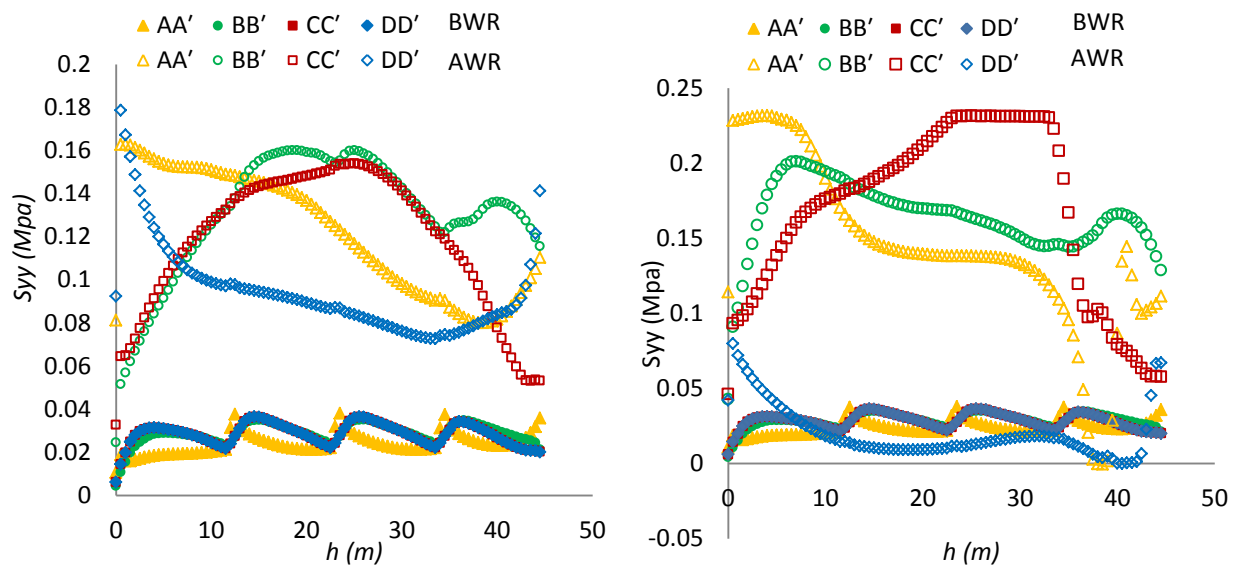 AA′ BB′ CC′ DD′ BWR
AA′ BB′ CC′ DD′ AWR
0.2
0.18
0.16
0.14
0.12
0.1
0.08
0.06
0.04
0.02
0
Syy (Mpa)
0 10 20 30 40 50
h (m)
AA′ BB′ CC′ DD′ BWR
AA′ BB′ CC′ DD′ AWR
0.25
0.2
0.15
0.1
0.05
0
-0.05
Syy (Mpa)
0 10 20 30 40 50
h (m)